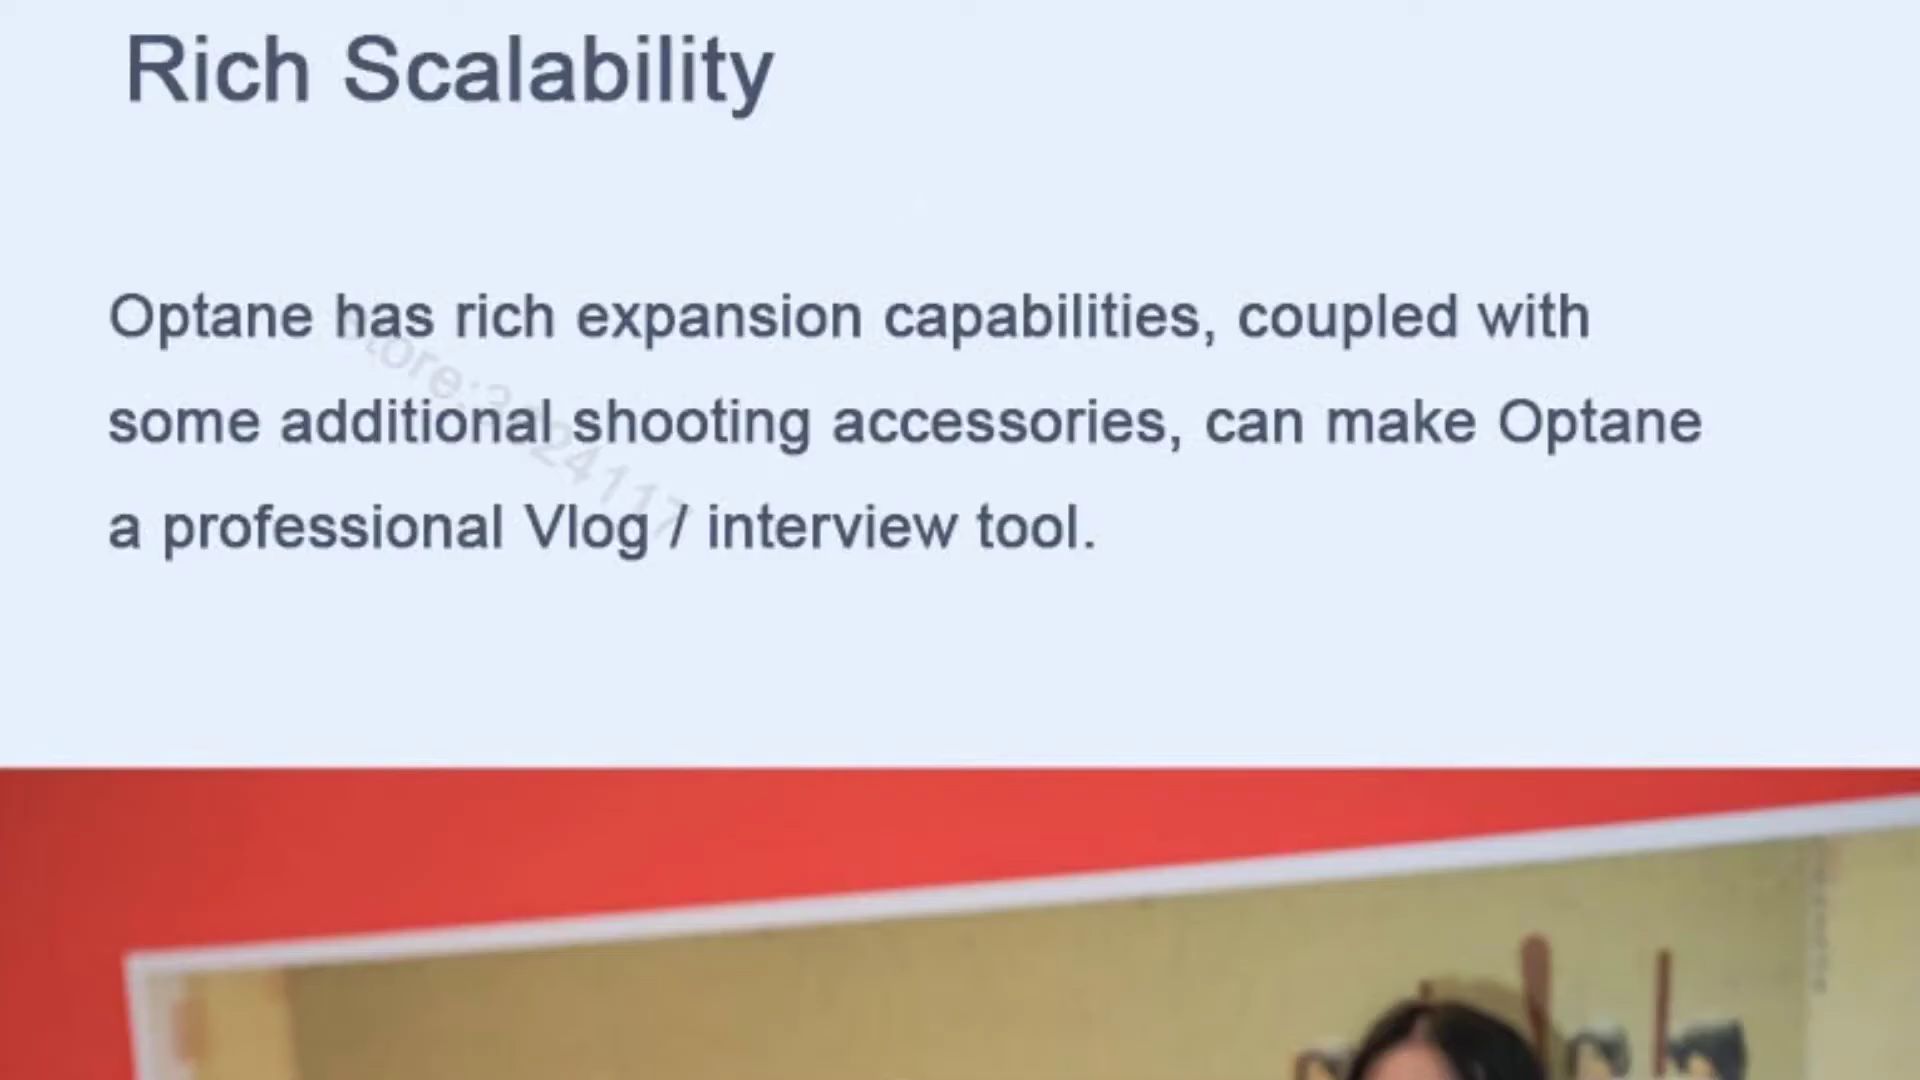 Rich Scalability
Optane has rich expansion capabilities, coupled with
some additional shooting accessories, can make Optane
a professional Vlog / interview tool.